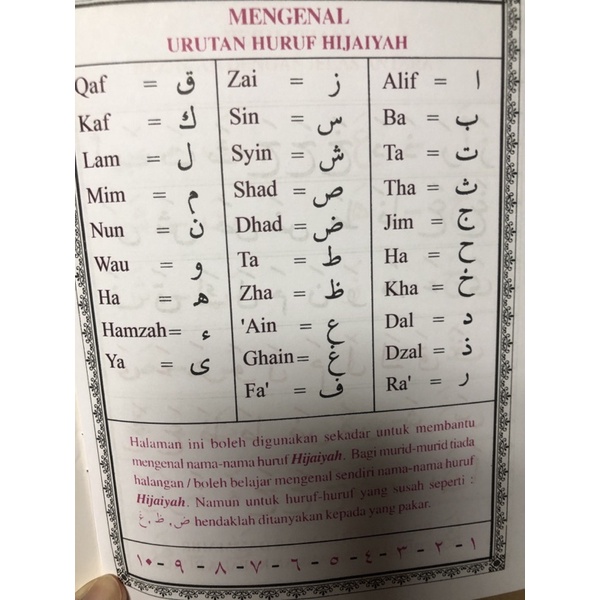 MENGENAL
URUTAN HURUF HIJAIYAH
Alif = ا
Ba = ب
Ta = ت
Tha = ث
Jim = ج
Ha = ح
Kha = خ
Dal = د
Dzal = ذ
Ra' = ر
Zai = ز
Sin = س
Syin = ش
Shad = ص
Dhad = ض
Ta = ط
Zha = ظ
'Ain = ع
Ghain = غ
Fa' = ف
Qaf = ق
Kaf = ك
Lam = ل
Mim = م
Nun = ن
Wau = و
Ha = ه
Hamzah = ء
Ya = ى
Halaman ini boleh digunakan sekadar untuk membantu
mengenal nama-nama huruf Hijaiyah. Bagi murid-murid tiada
halangan / boleh belajar mengenal sendiri nama-nama huruf
Hijaiyah. Namun untuk huruf-huruf yang susah seperti :
ض ، ظ ، غ hendaklah ditanyakan kepada yang pakar.
١ - ٢ - ٣ - ٤ - ٥ - ٦ - ٧ - ٨ - ٩ - ١٠